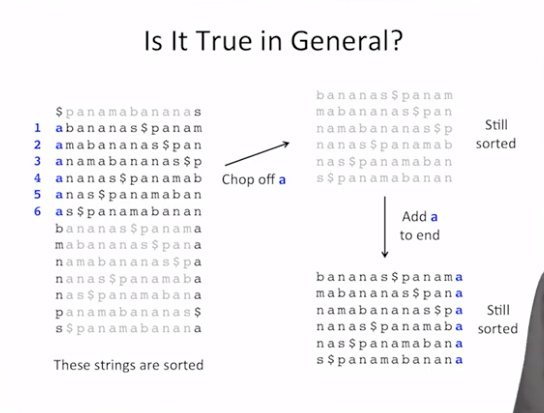 Is It True in General?
$panamabananas
1 abananas$panam
2 amabananas$pan
3 anamabananas$p
4 ananas$panamab
5 anas$panamaban
6 as$panamabanan
bananas$panama
mabananas$pana
namabananas$pa
nanas$panamaba
nas$panamabana
panamabananas$
s$panamabanana
These strings are sorted
Chop off a
bananas$panam
mabananas$pan
namabananas$p
nanas$panamab
nas$panamaban
s$panamabanan
Still
sorted
Add a
to end
bananas$panama
mabananas$pana
namabananas$pa
nanas$panamaba
nas$panamabana
s$panamabanana
Still
sorted